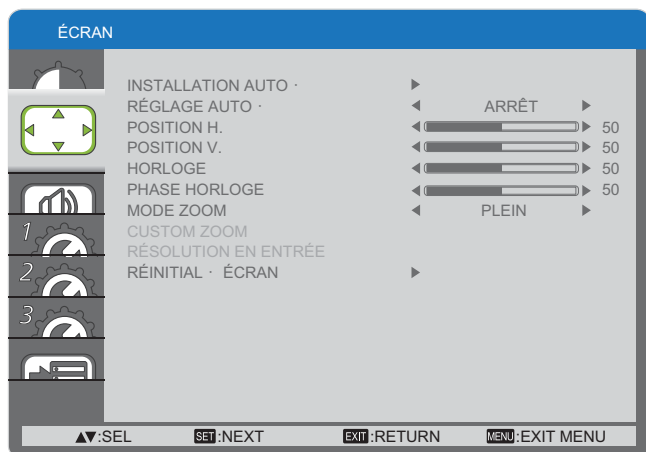 ÉCRAN
INSTALLATION AUTO ·
RÉGLAGE AUTO · ARRÊT
POSITION H. 50
POSITION V. 50
HORLOGE 50
PHASE HORLOGE 50
MODE ZOOM PLEIN
CUSTOM ZOOM
RÉSOLUTION EN ENTRÉE
RÉINITIAL · ÉCRAN
1
2
3
▲▼:SEL SET:NEXT EXIT:RETURN MENU:EXIT MENU